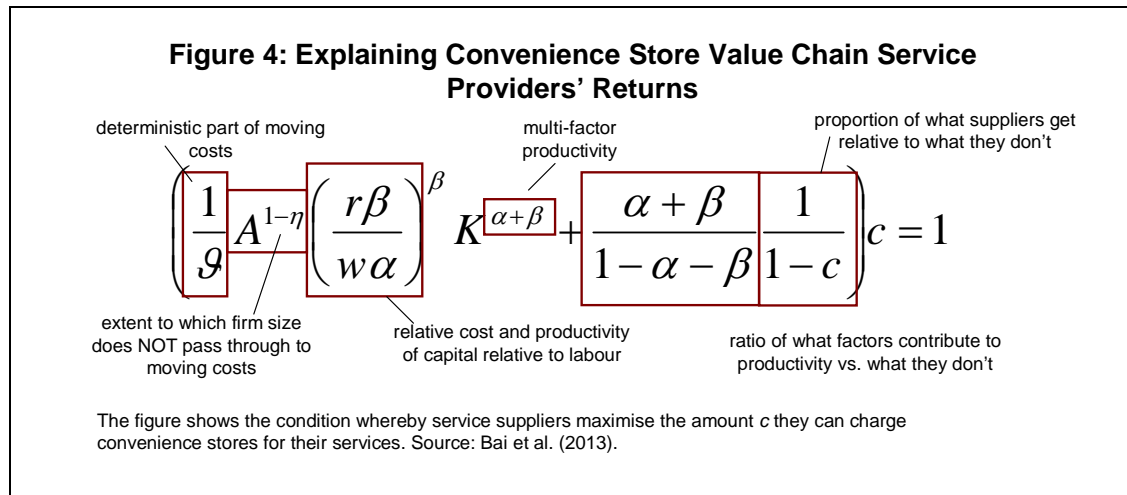 Figure 4: Explaining Convenience Store Value Chain Service
Providers’ Returns
deterministic part of moving
costs
multi-factor
productivity
proportion of what suppliers get
relative to what they don’t
(1/ϑ A^{1−η} (rβ/wα)^β K^{α+β} + (α + β)/(1 − α − β) 1/(1 − c)) c = 1
extent to which firm size
does NOT pass through to
moving costs
relative cost and productivity
of capital relative to labour
ratio of what factors contribute to
productivity vs. what they don’t
The figure shows the condition whereby service suppliers maximise the amount c they can charge
convenience stores for their services. Source: Bai et al. (2013).